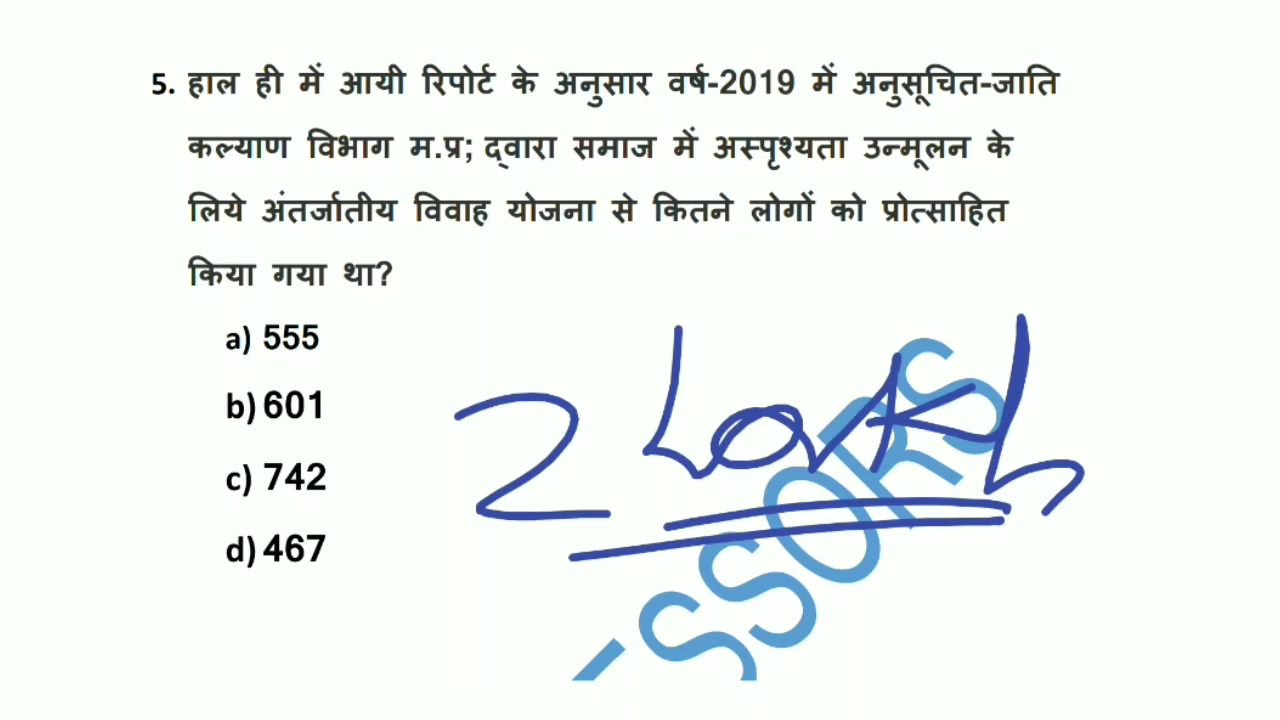 5. हाल ही में आयी रिपोर्ट के अनुसार वर्ष-2019 में अनुसूचित-जाति
कल्याण विभाग म.प्र; द्वारा समाज में अस्पृश्यता उन्मूलन के
लिये अंतर्जातीय विवाह योजना से कितने लोगों को प्रोत्साहित
किया गया था?
a) 555
b) 601
c) 742
d) 467
2 Lakh
SSORS